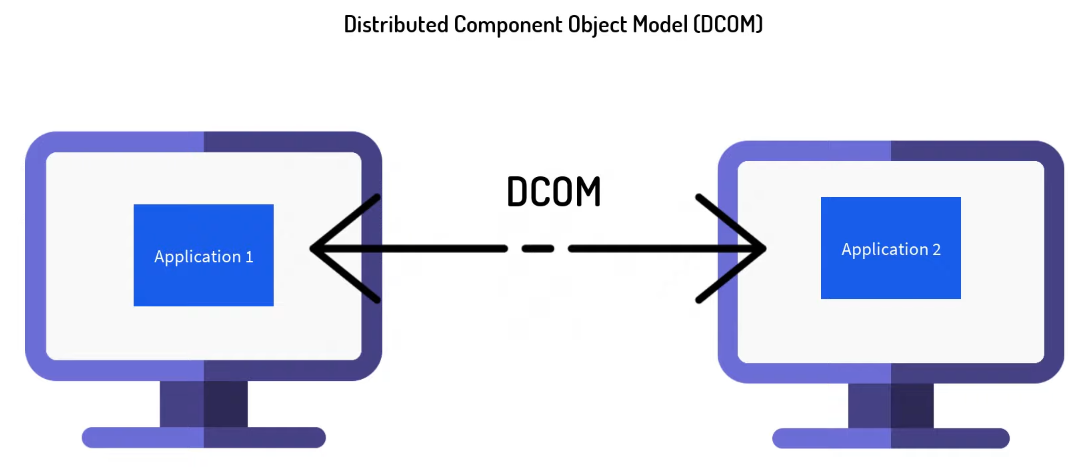 Distributed Component Object Model (DCOM)
DCOM
Application 1
Application 2